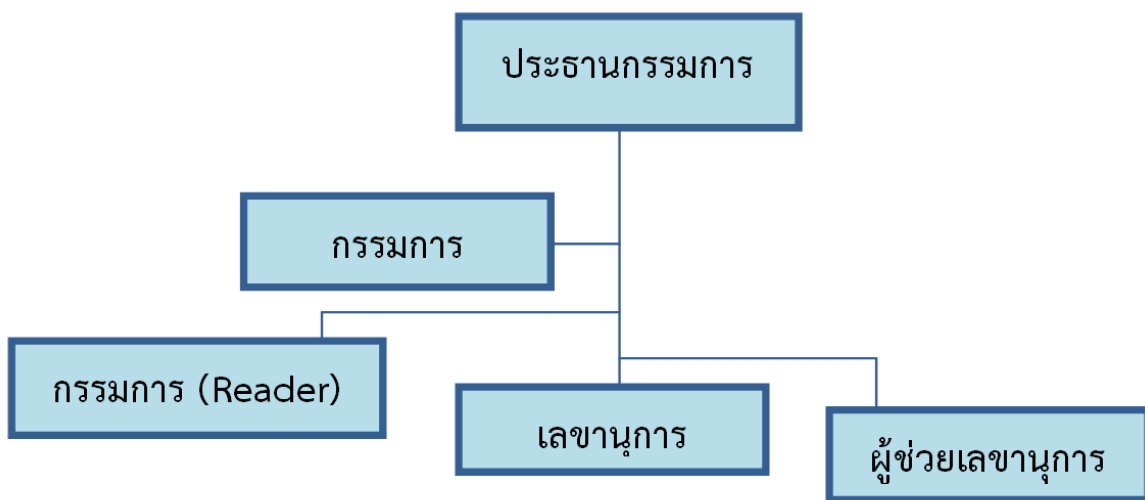 ประธานกรรมการ
กรรมการ
กรรมการ (Reader)
เลขานุการ
ผู้ช่วยเลขานุการ